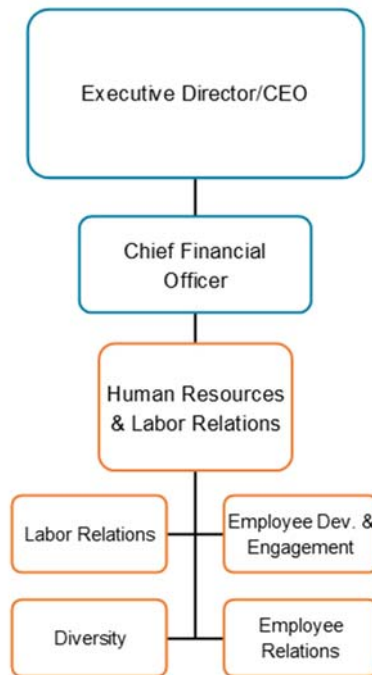 Executive Director/CEO
Chief Financial
Officer
Human Resources
& Labor Relations
Labor Relations
Employee Dev. &
Engagement
Diversity
Employee
Relations